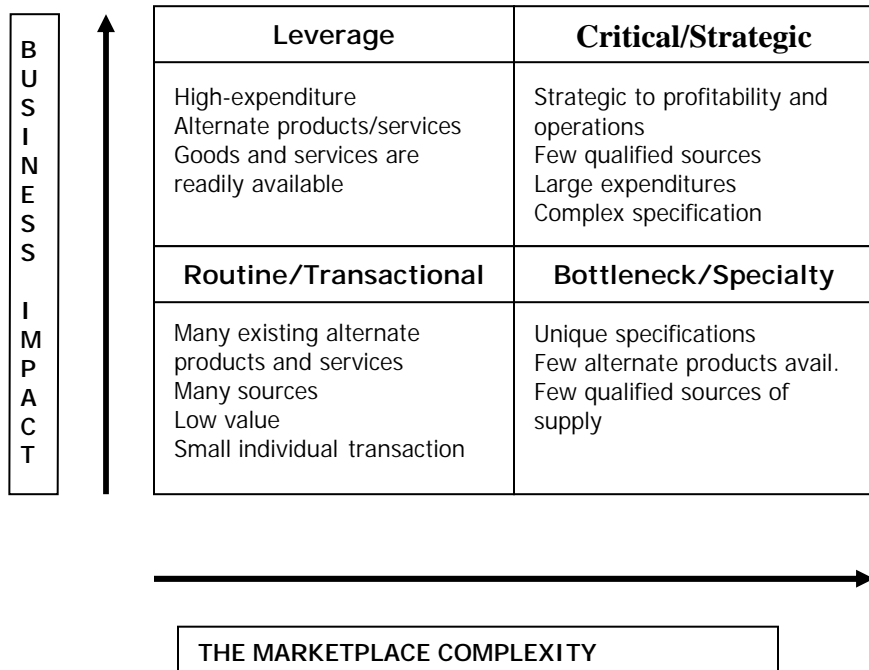 BUSINESS IMPACT
Leverage
High-expenditure
Alternate products/services
Goods and services are
readily available
Critical/Strategic
Strategic to profitability and
operations
Few qualified sources
Large expenditures
Complex specification
Routine/Transactional
Many existing alternate
products and services
Many sources
Low value
Small individual transaction
Bottleneck/Specialty
Unique specifications
Few alternate products avail.
Few qualified sources of
supply
THE MARKETPLACE COMPLEXITY